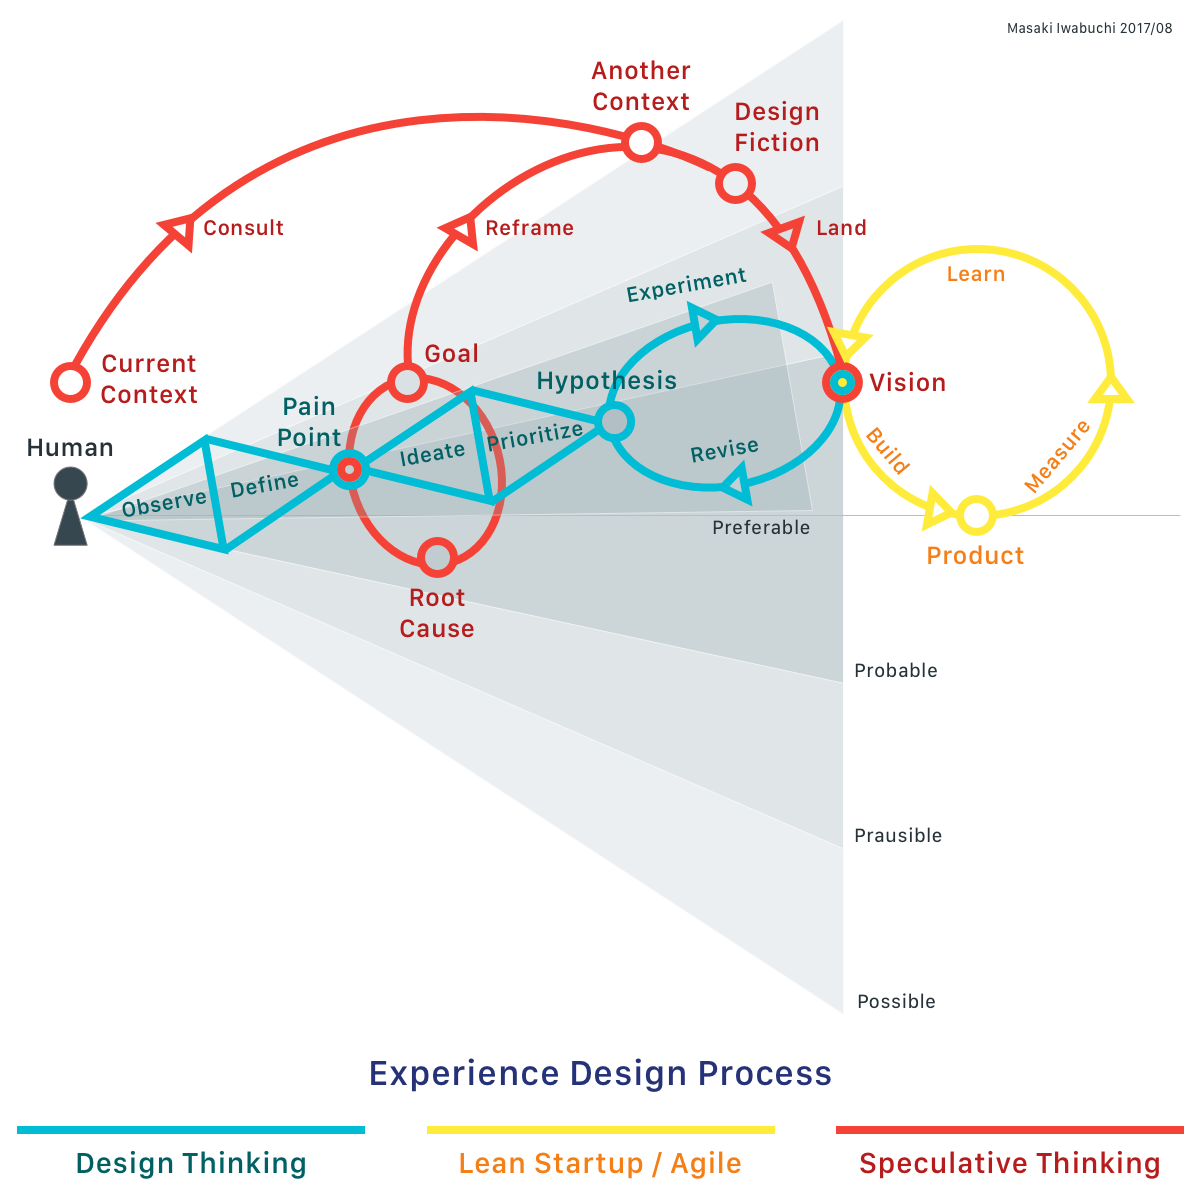 Masaki Iwabuchi 2017/08
Another
Context
Design
Fiction
Consult
Reframe
Land
Learn
Experiment
Current
Context
Goal
Hypothesis
Vision
Pain
Point
Human
Observe
Define
Ideate
Prioritize
Revise
Build
Measure
Preferable
Product
Root
Cause
Probable
Prausible
Possible
Experience Design Process
Design Thinking
Lean Startup / Agile
Speculative Thinking